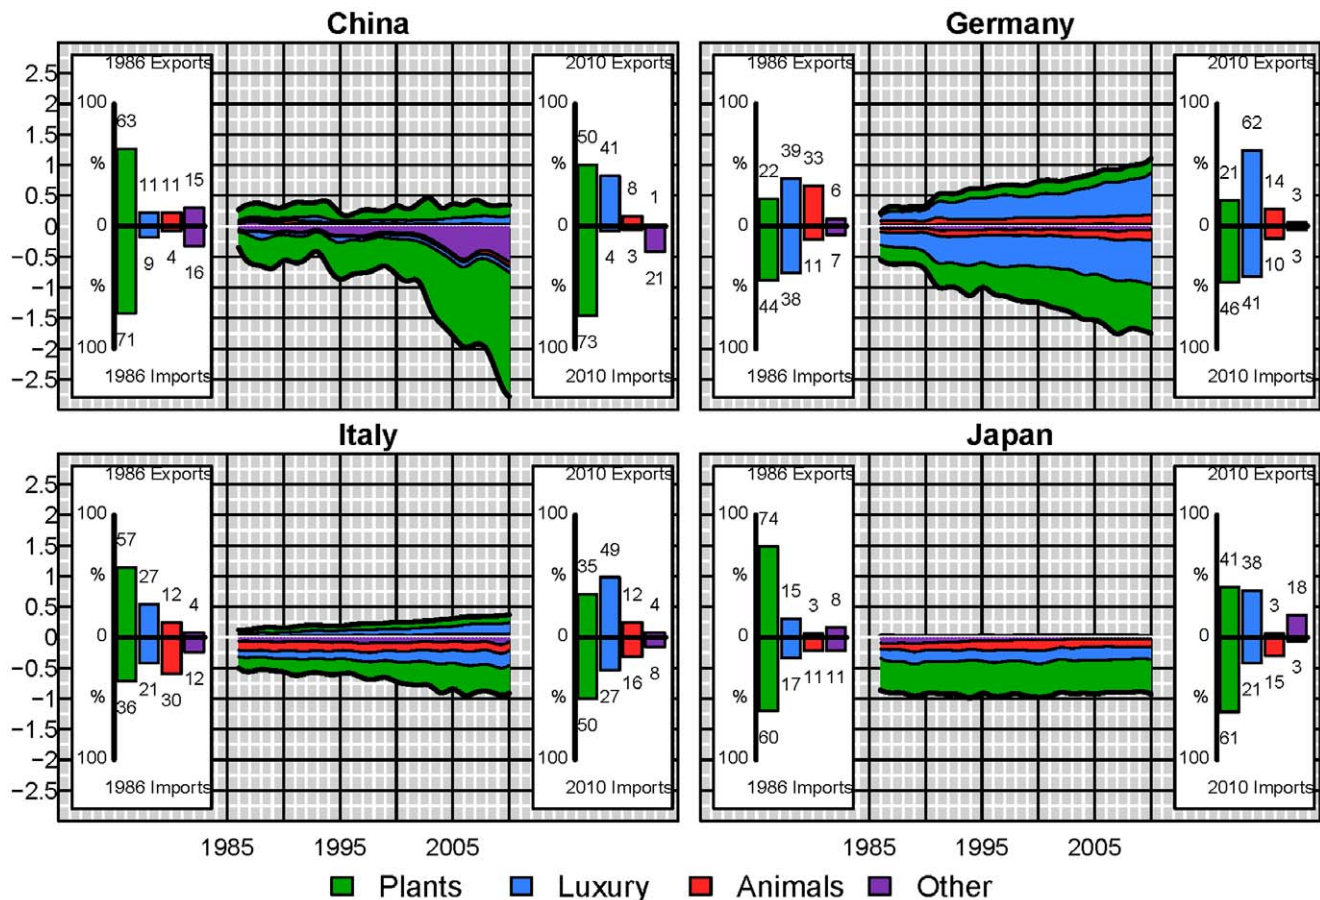 China
Germany
2.5
2
1.5
1
0.5
0
−0.5
−1
−1.5
−2
−2.5
1986 Exports
100
63
%
11 11 15
0
9 4 16
%
71
100
1986 Imports
2010 Exports
100
50 41
%
8 1
0
4 3 21
%
73
100
2010 Imports
1986 Exports
100
%
22 39 33 6
0
44 38 11 7
%
100
1986 Imports
2010 Exports
100
62
%
21 14 3
0
46 41 10 3
%
100
2010 Imports
Italy
Japan
2.5
2
1.5
1
0.5
0
−0.5
−1
−1.5
−2
−2.5
1986 Exports
100
57
%
27 12 4
0
36 21 30 12
%
100
1986 Imports
2010 Exports
100
49
%
35 12 4
0
50 27 16 8
%
100
2010 Imports
1986 Exports
100
74
%
15 3 8
0
17 11 11
%
60
100
1986 Imports
2010 Exports
100
41 38
%
3 18
0
21 15 3
%
61
100
2010 Imports
1985 1995 2005
1985 1995 2005
Plants Luxury Animals Other